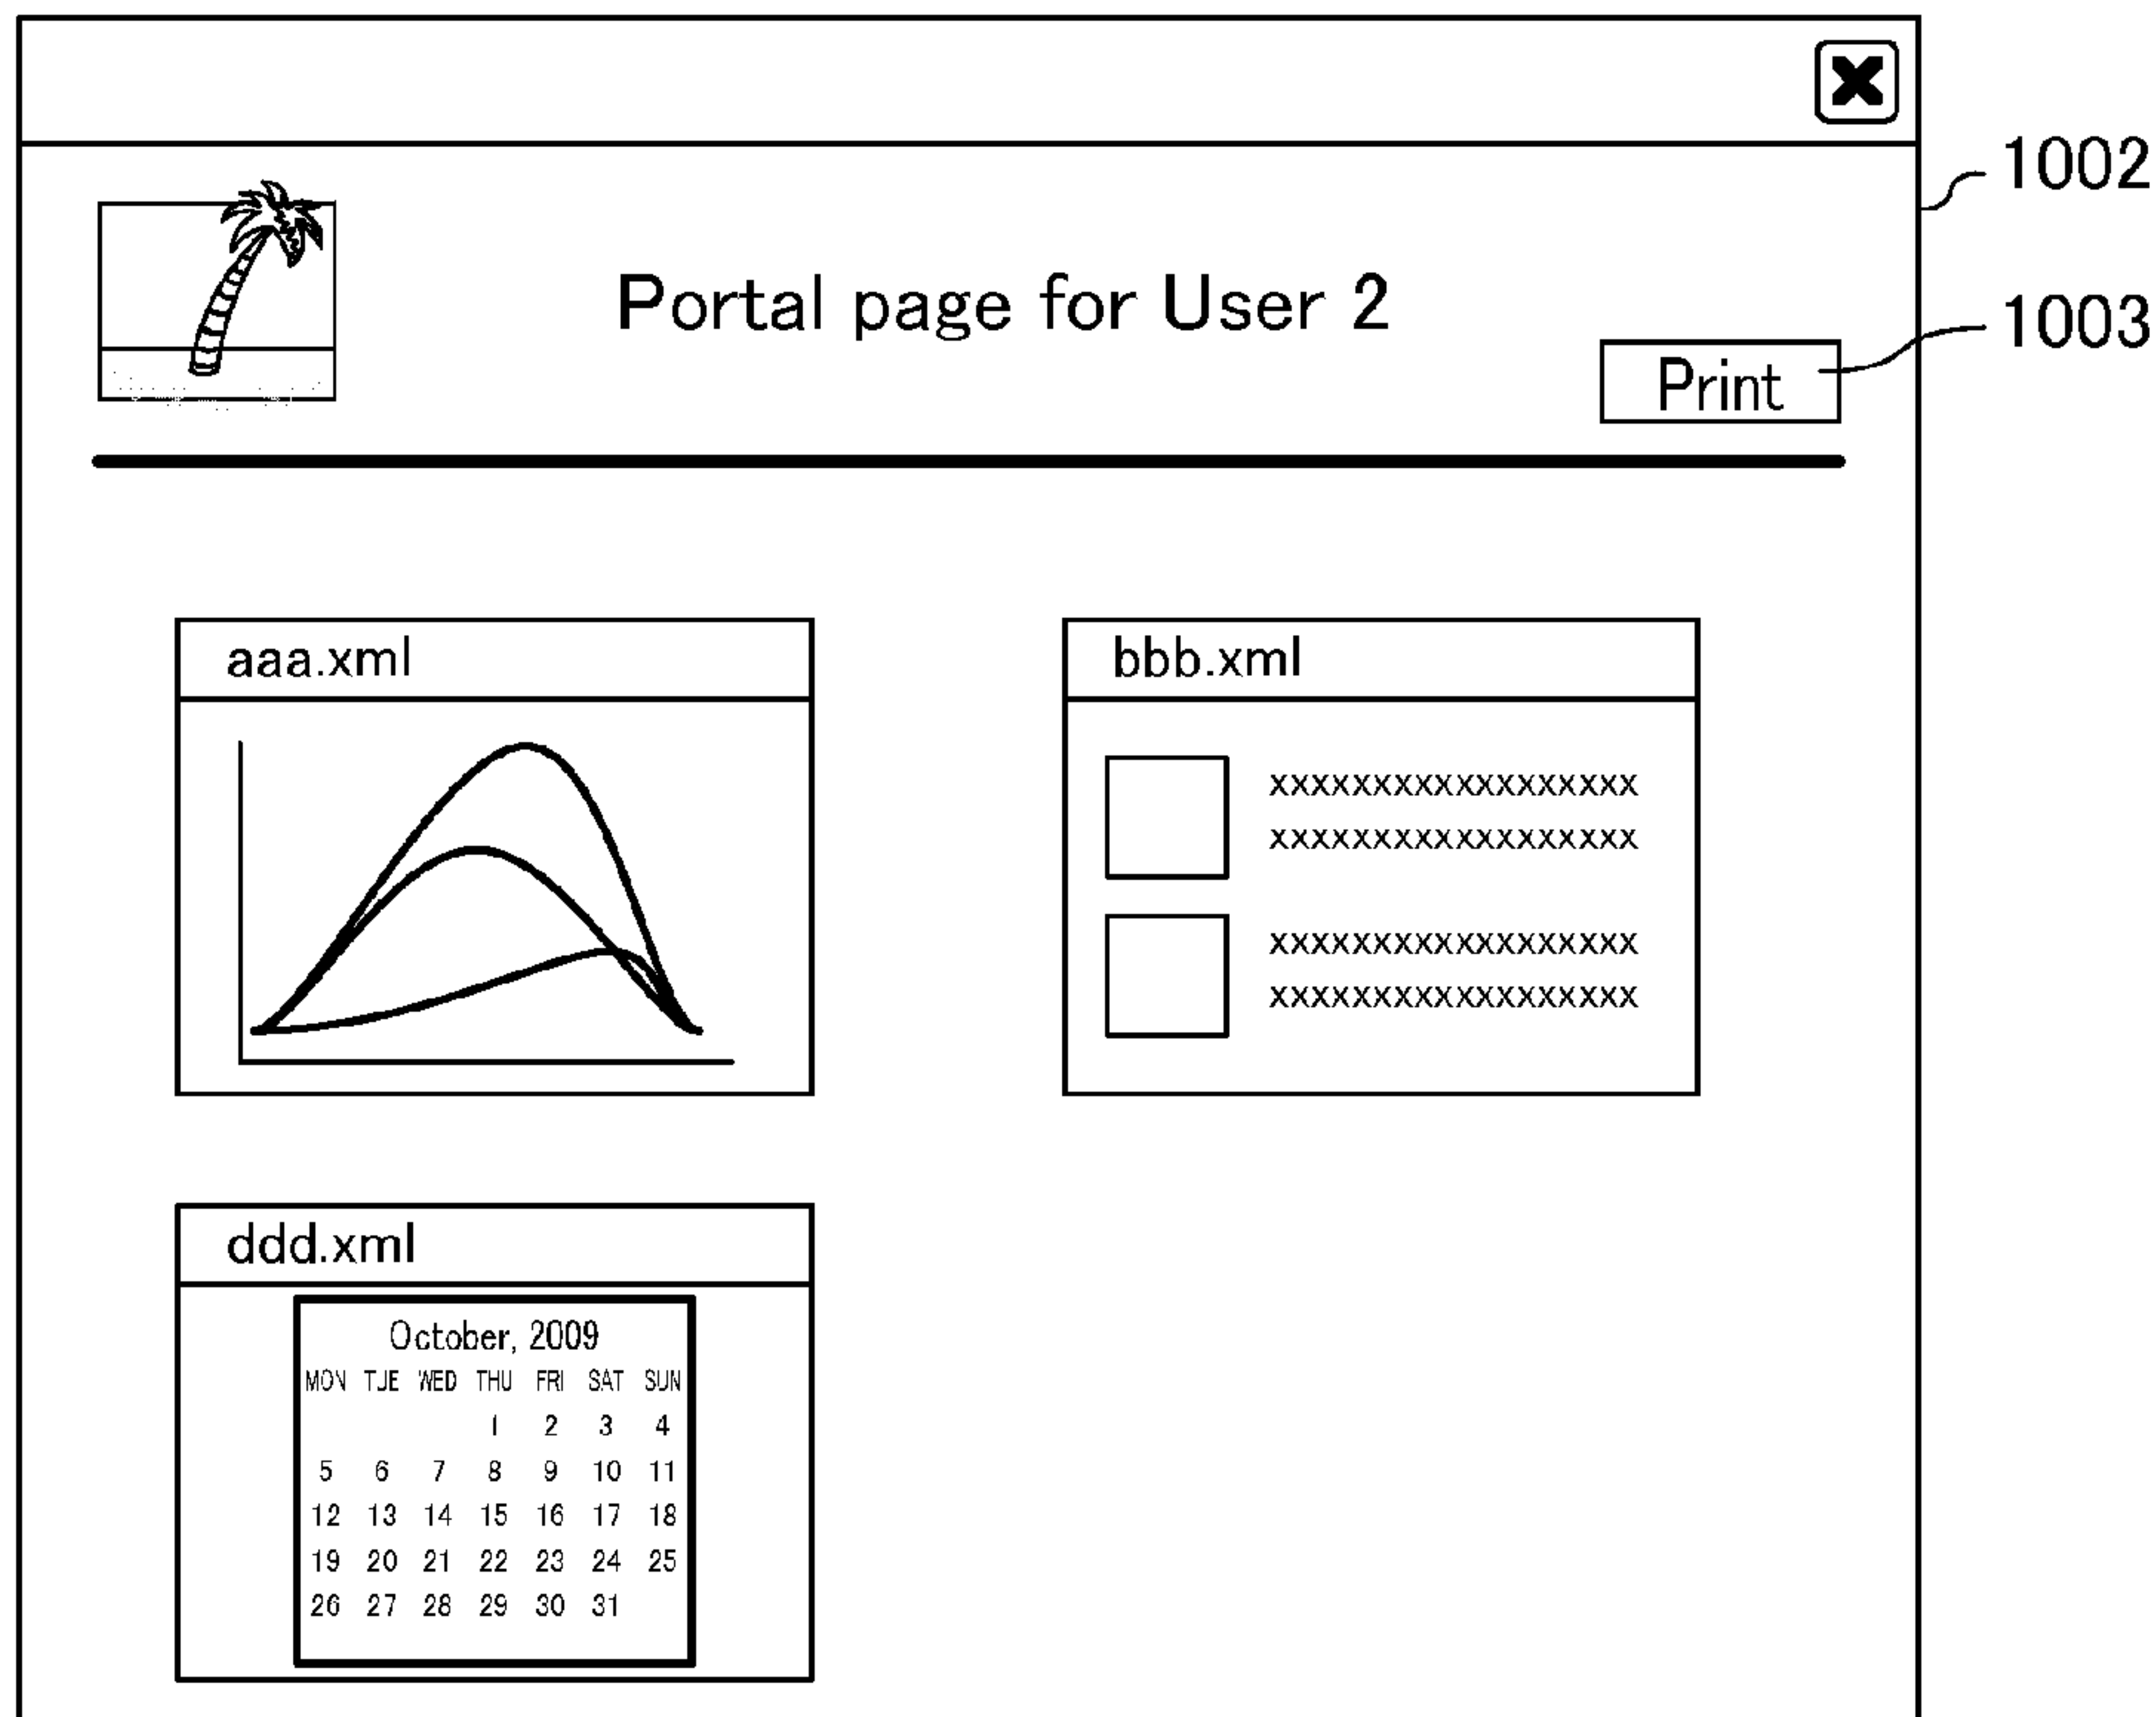 1002
Portal page for User 2
1003
Print
aaa.xml
bbb.xml
xxxxxxxxxxxxxxxxxx
xxxxxxxxxxxxxxxxxx
xxxxxxxxxxxxxxxxxx
xxxxxxxxxxxxxxxxxx
ddd.xml
October, 2009
MON TUE WED THU FRI SAT SUN
1 2 3 4
5 6 7 8 9 10 11
12 13 14 15 16 17 18
19 20 21 22 23 24 25
26 27 28 29 30 31